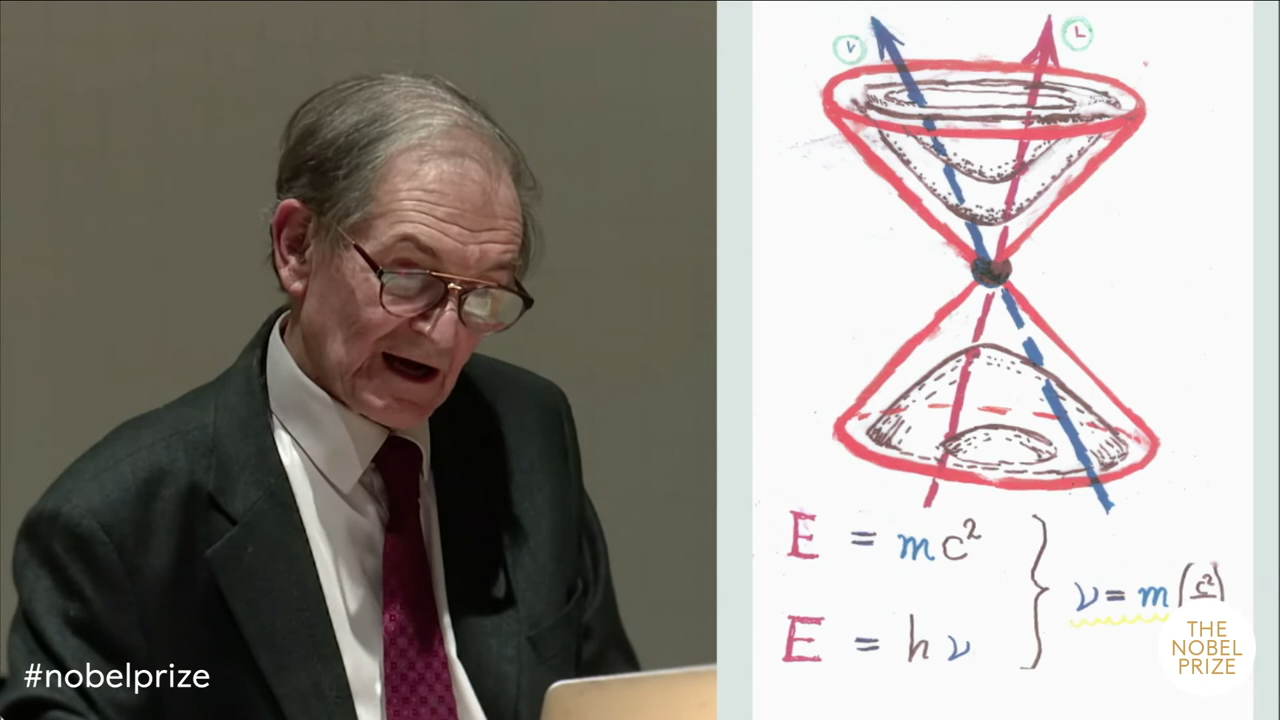 V
L
E = mc²
E = hν
ν = m(c²
THE
NOBEL
PRIZE
#nobelprize